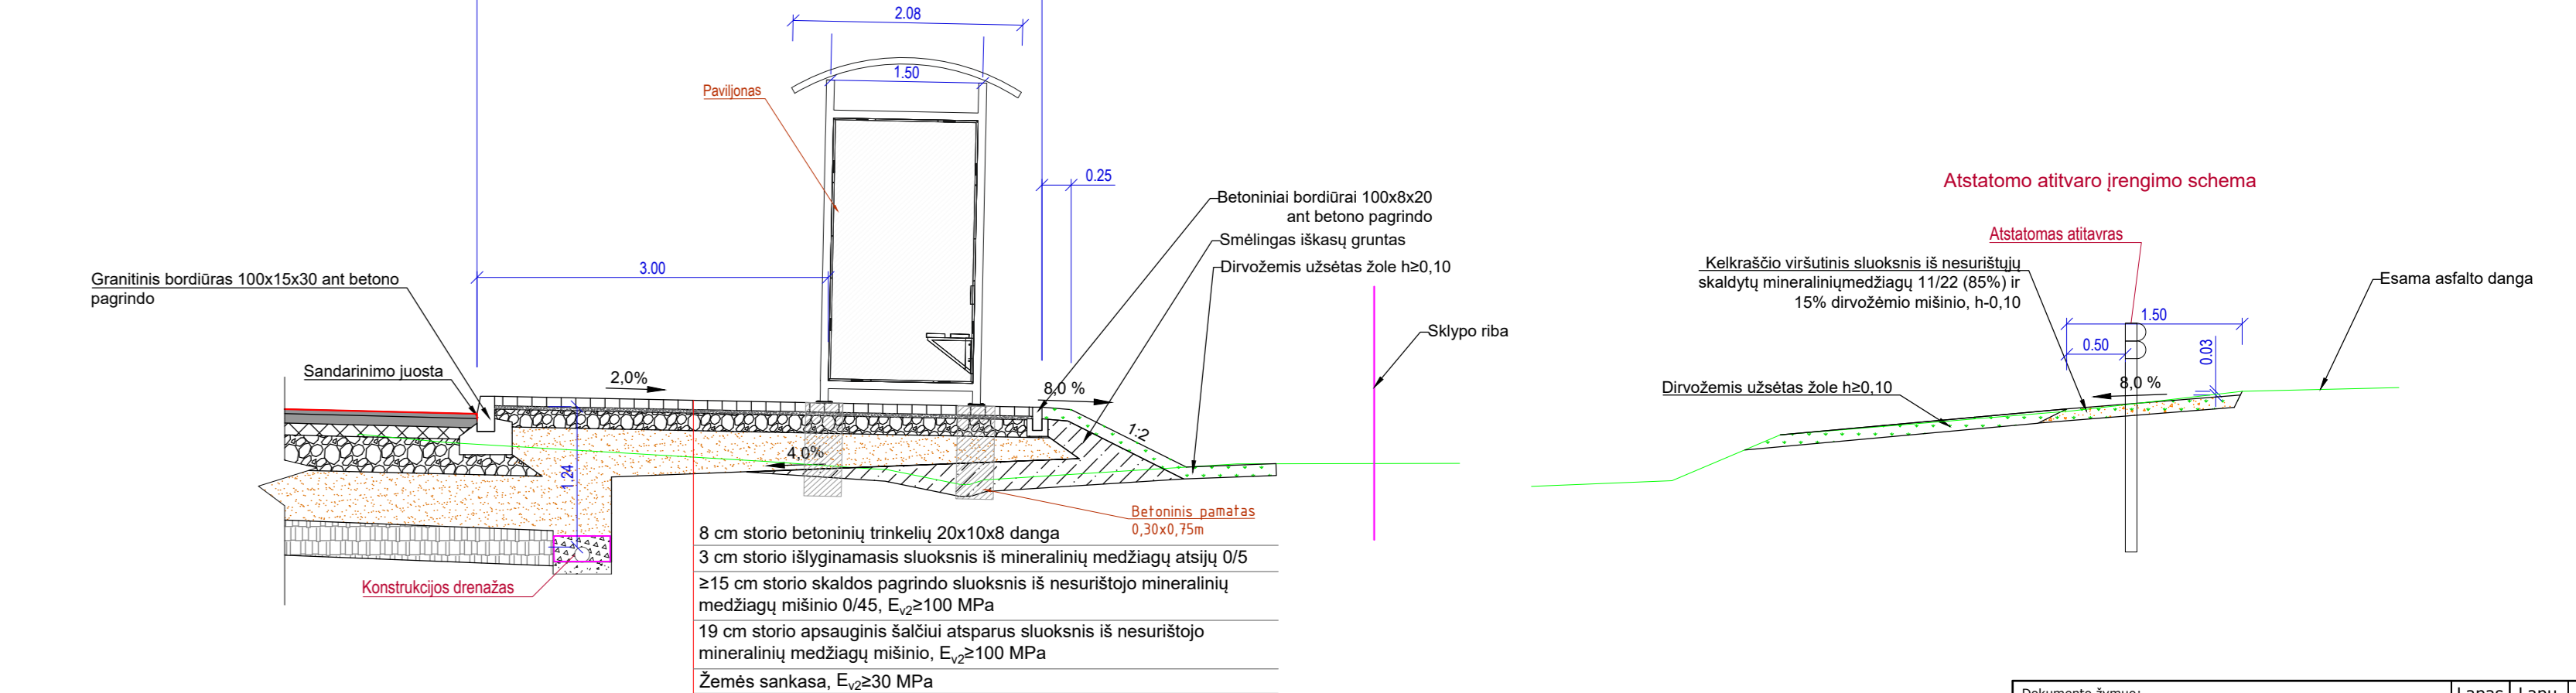 2.08
1.50
Paviljonas
0.25
Betoniniai bordiūrai 100x8x20
ant betono pagrindo
Smėlingas iškasų gruntas
Dirvožemis užsėtas žole h≥0,10
3.00
Granitinis bordiūras 100x15x30 ant betono
pagrindo
Sklypo riba
Sandarinimo juosta
2,0%
8,0 %
1:2
4,0%
1.24
Betoninis pamatas
0,30x0,75m
Konstrukcijos drenažas
8 cm storio betoninių trinkelių 20x10x8 danga
3 cm storio išlyginamasis sluoksnis iš mineralinių medžiagų atsijų 0/5
≥15 cm storio skaldos pagrindo sluoksnis iš nesurištojo mineralinių
medžiagų mišinio 0/45, Ev2≥100 MPa
19 cm storio apsauginis šalčiui atsparus sluoksnis iš nesurištojo
mineralinių medžiagų mišinio, Ev2≥100 MPa
Žemės sankasa, Ev2≥30 MPa
Atstatomo atitvaro įrengimo schema
Atstatomas atitavras
Kelkraščio viršutinis sluoksnis iš nesurištųjų
skaldytų mineraliniųmedžiagų 11/22 (85%) ir
15% dirvožėmio mišinio, h-0,10
Esama asfalto danga
1.50
0.50
0.03
8,0 %
Dirvožemis užsėtas žole h≥0,10
Dokumento žymuo:
Lapas
Lapų